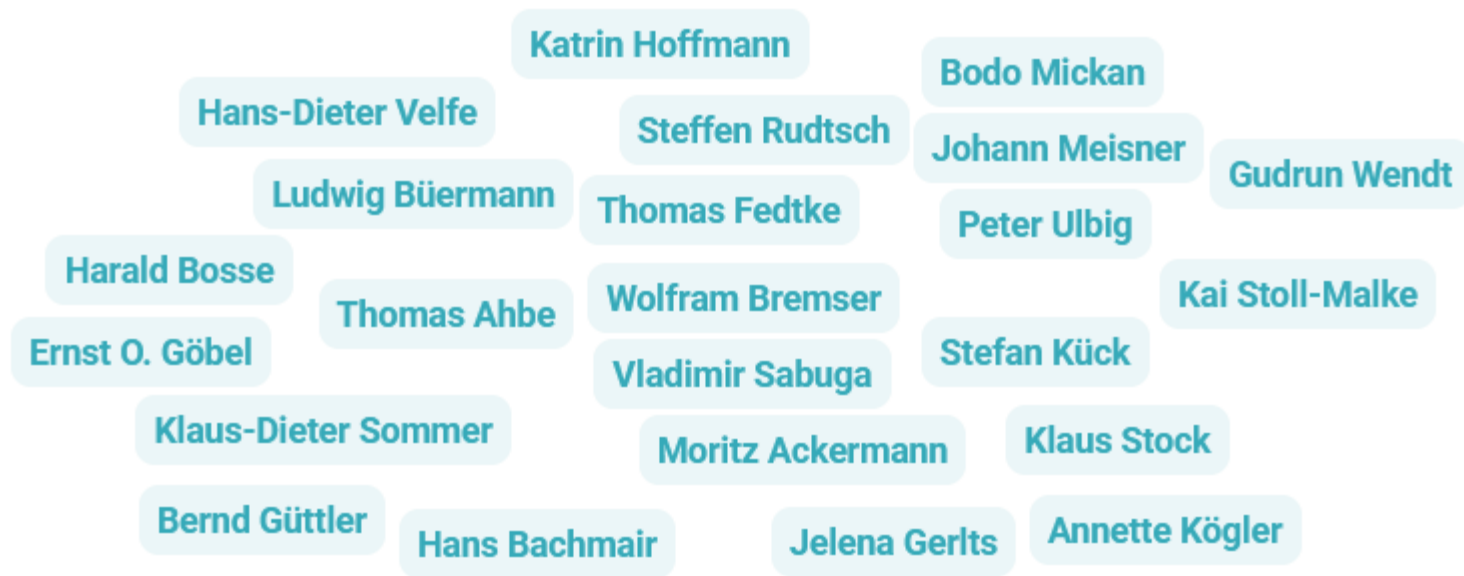 Katrin Hoffmann
Bodo Mickan
Hans-Dieter Velfe
Steffen Rudtsch
Johann Meisner
Gudrun Wendt
Ludwig Büermann
Thomas Fedtke
Peter Ulbig
Harald Bosse
Kai Stoll-Malke
Wolfram Bremser
Thomas Ahbe
Ernst O. Göbel
Stefan Kück
Vladimir Sabuga
Klaus-Dieter Sommer
Klaus Stock
Moritz Ackermann
Bernd Güttler
Annette Kögler
Hans Bachmair
Jelena Gerlts